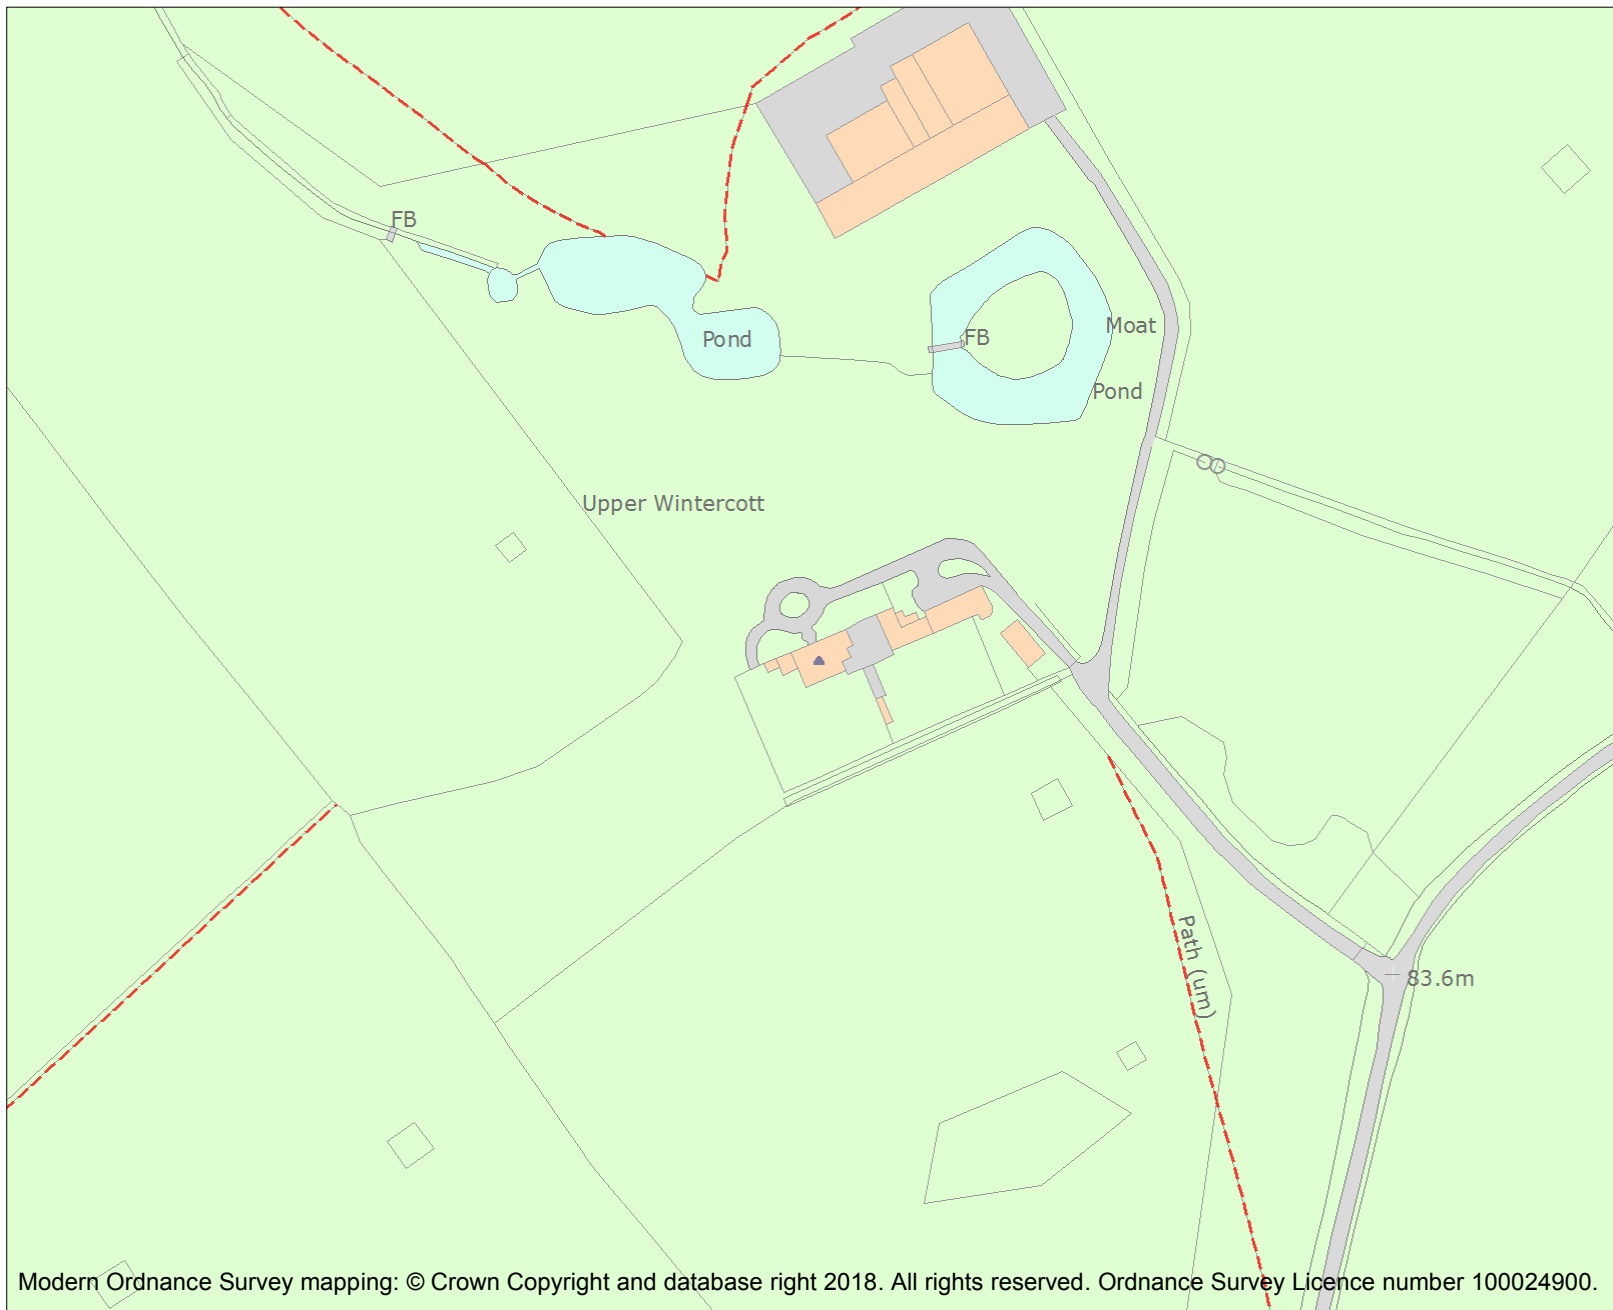 FB
Moat
FB
Pond
Pond
Upper Wintercott
Path (um)
83.6m
Modern Ordnance Survey mapping: © Crown Copyright and database right 2018. All rights reserved. Ordnance Survey Licence number 100024900.